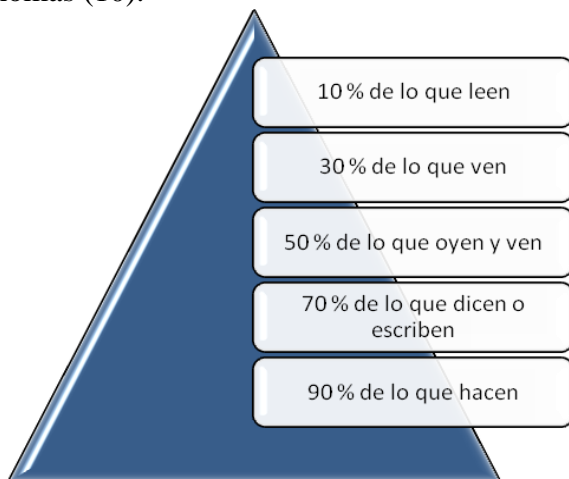 10 % de lo que leen
30 % de lo que ven
50 % de lo que oyen y ven
70 % de lo que dicen o
escriben
90 % de lo que hacen